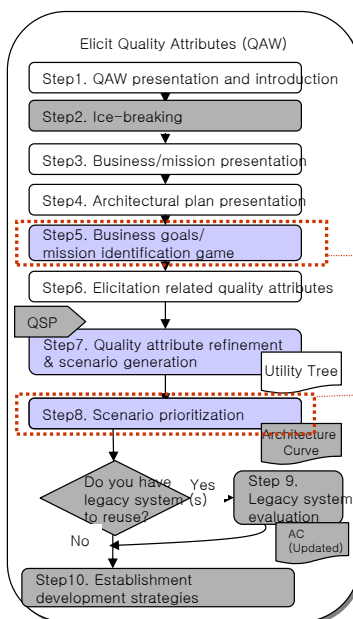 Elicit Quality Attributes (QAW)
Step1. QAW presentation and introduction
Step2. Ice-breaking
Step3. Business/mission presentation
Step4. Architectural plan presentation
Step5. Business goals/
mission identification game
Step6. Elicitation related quality attributes
QSP
Step7. Quality attribute refinement
& scenario generation
Utility Tree
Step8. Scenario prioritization
Architecture
Curve
Do you have
legacy system(s)
to reuse?
Yes
Step 9.
Legacy system
evaluation
No
AC
(Updated)
Step10. Establishment
development strategies